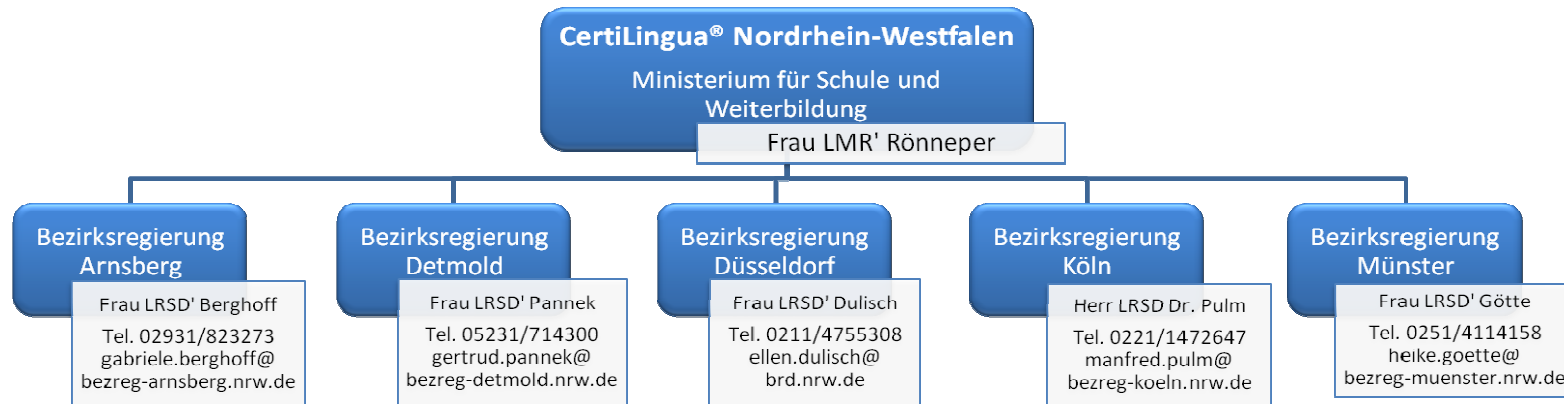 CertiLingua® Nordrhein-Westfalen
Ministerium für Schule und
Weiterbildung
Frau LMR' Rönneper
Bezirksregierung
Arnsberg
Frau LRSD' Berghoff
Tel. 02931/823273
gabriele.berghoff@
bezreg-arnsberg.nrw.de
Bezirksregierung
Detmold
Frau LRSD' Pannek
Tel. 05231/714300
gertrud.pannek@
bezreg-detmold.nrw.de
Bezirksregierung
Düsseldorf
Frau LRSD' Dulisch
Tel. 0211/4755308
ellen.dulisch@
brd.nrw.de
Bezirksregierung
Köln
Herr LRSD Dr. Pulm
Tel. 0221/1472647
manfred.pulm@
bezreg-koeln.nrw.de
Bezirksregierung
Münster
Frau LRSD' Götte
Tel. 0251/4114158
heike.goette@
bezreg-muenster.nrw.de